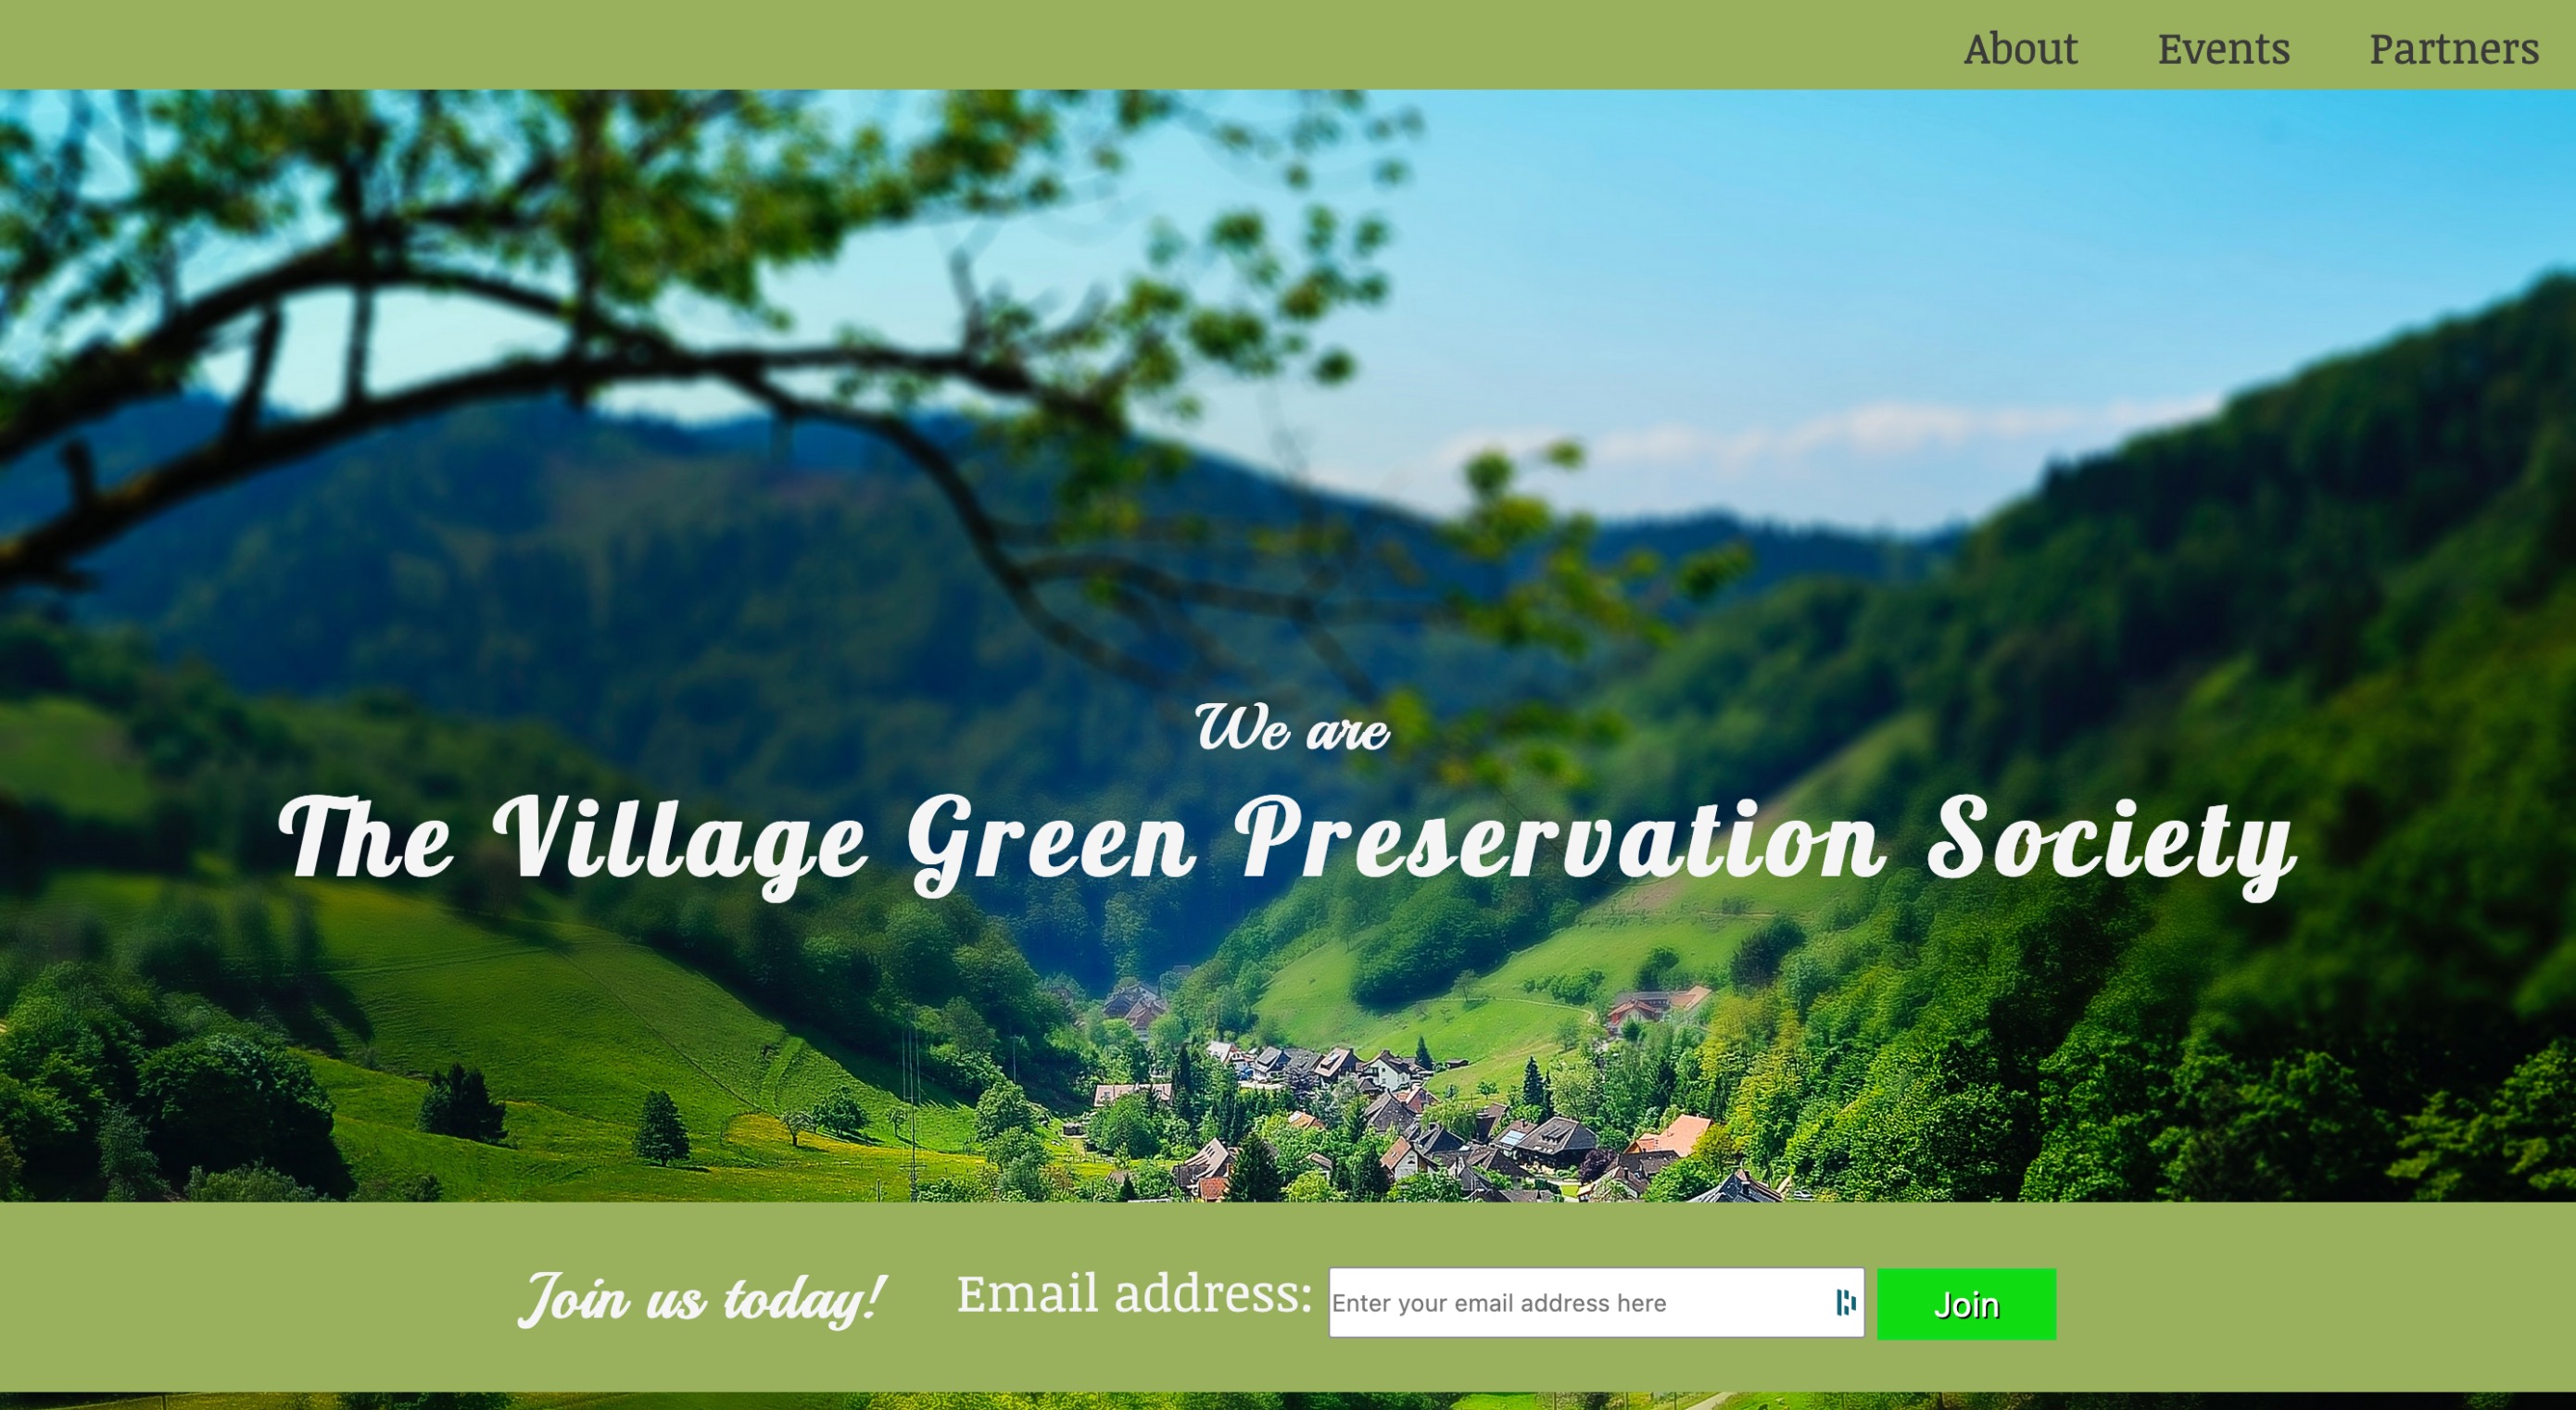 About Events Partners
We are
The Village Green Preservation Society
Join us today! Email address: Enter your email address here Join